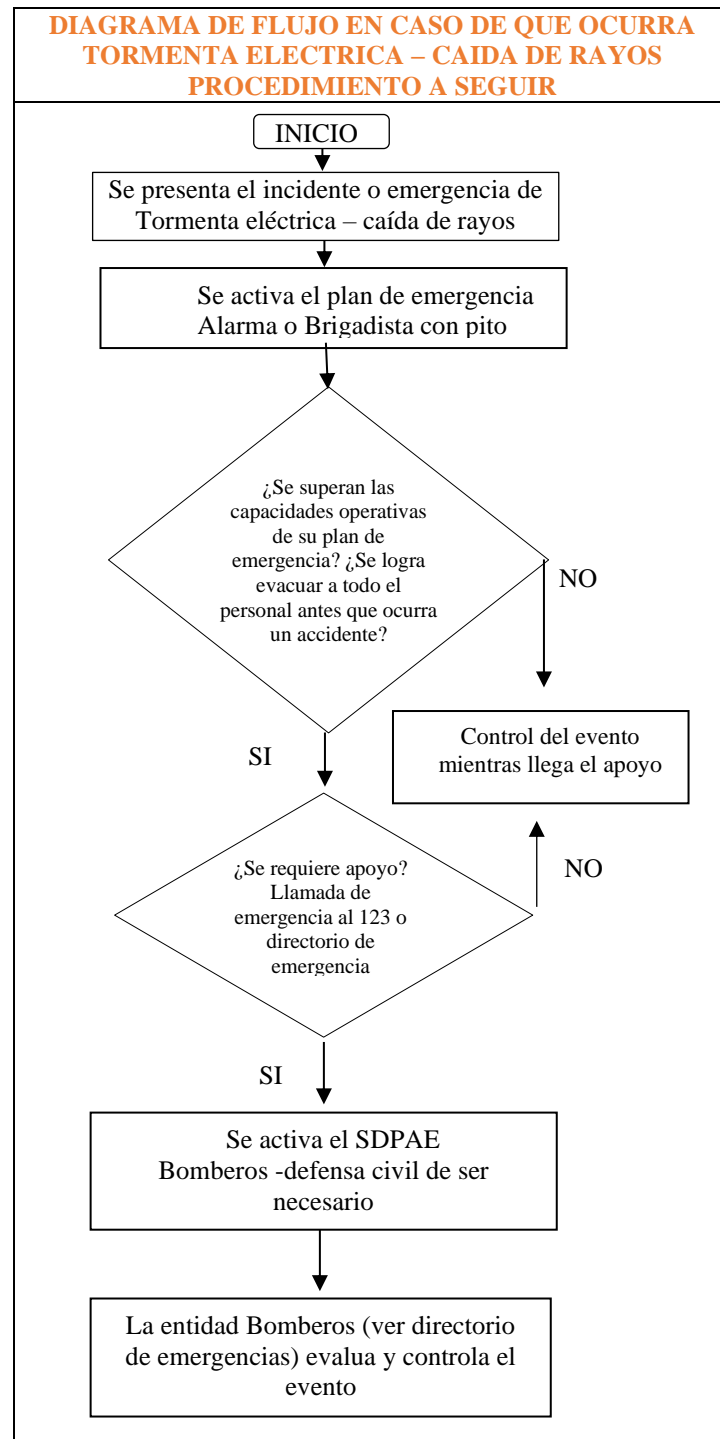 DIAGRAMA DE FLUJO EN CASO DE QUE OCURRA
TORMENTA ELECTRICA – CAIDA DE RAYOS
PROCEDIMIENTO A SEGUIR
INICIO
Se presenta el incidente o emergencia de
Tormenta eléctrica – caída de rayos
Se activa el plan de emergencia
Alarma o Brigadista con pito
¿Se superan las
capacidades operativas
de su plan de
emergencia? ¿Se logra
evacuar a todo el
personal antes que ocurra
un accidente?
NO
Control del evento
mientras llega el apoyo
SI
¿Se requiere apoyo?
Llamada de
emergencia al 123 o
directorio de
emergencia
NO
SI
Se activa el SDPAE
Bomberos -defensa civil de ser
necesario
La entidad Bomberos (ver directorio
de emergencias) evalua y controla el
evento